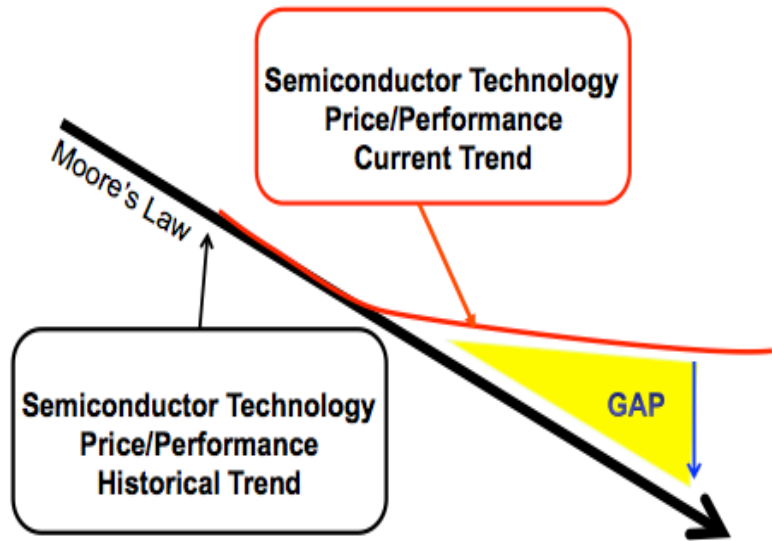 Semiconductor Technology
Price/Performance
Current Trend
Moore's Law
Semiconductor Technology
Price/Performance
Historical Trend
GAP